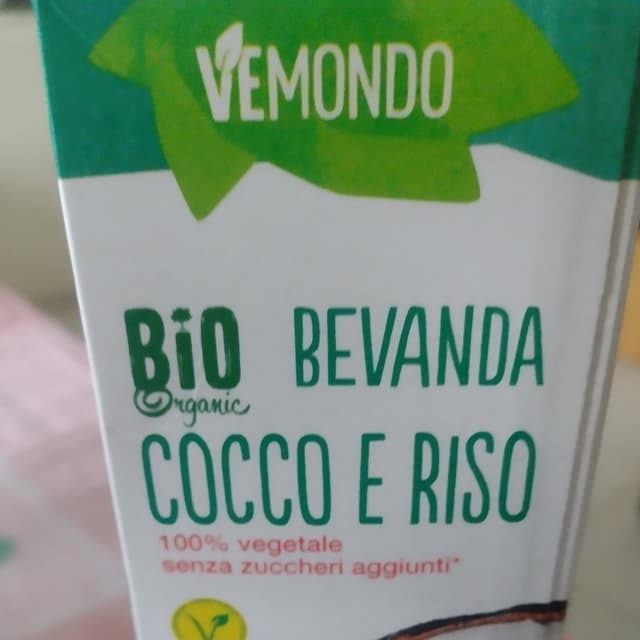 VEMONDO
BIO BEVANDA
Organic
COCCO E RISO
100% vegetale
senza zuccheri aggiunti*